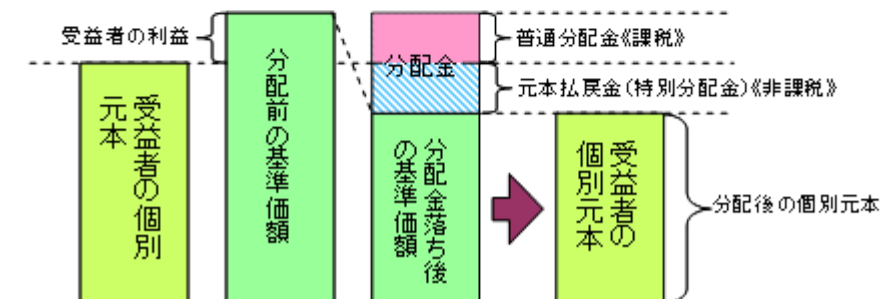 受益者の利益
受益者の個別
元本
分配前の基準価額
分配金
分配金落ち後
の基準価額
普通分配金《課税》
元本払戻金(特別分配金)《非課税》
受益者の
個別元本
分配後の個別元本